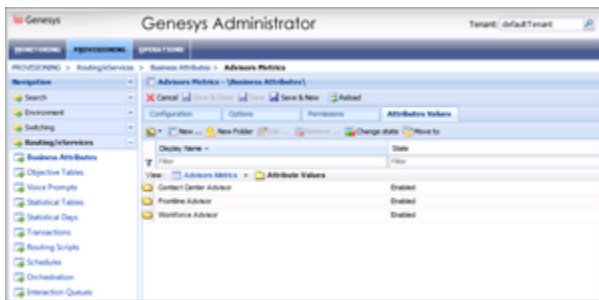 Genesys
Genesys Administrator
Tenant: defaultTenant
MONITORING PROVISIONING OPERATIONS
PROVISIONING > Routing/eServices > Business Attributes > Advisors Metrics
Navigation
Advisors Metrics - \Business Attributes\
Search
Cancel Save & Close Save Save & New Reload
Environment
Configuration Options Permissions Attributes Values
Switching
Routing/eServices
New ... New Folder Edit ... Remove ... Change state Move to
Business Attributes
Display Name State
Objective Tables
Filter Filter
Voice Prompts
View: Advisors Metrics > Attribute Values
Statistical Tables
Contact Center Advisor Enabled
Statistical Days
Frontline Advisor Enabled
Transactions
Workforce Advisor Enabled
Routing Scripts
Schedules
Orchestration
Interaction Queues